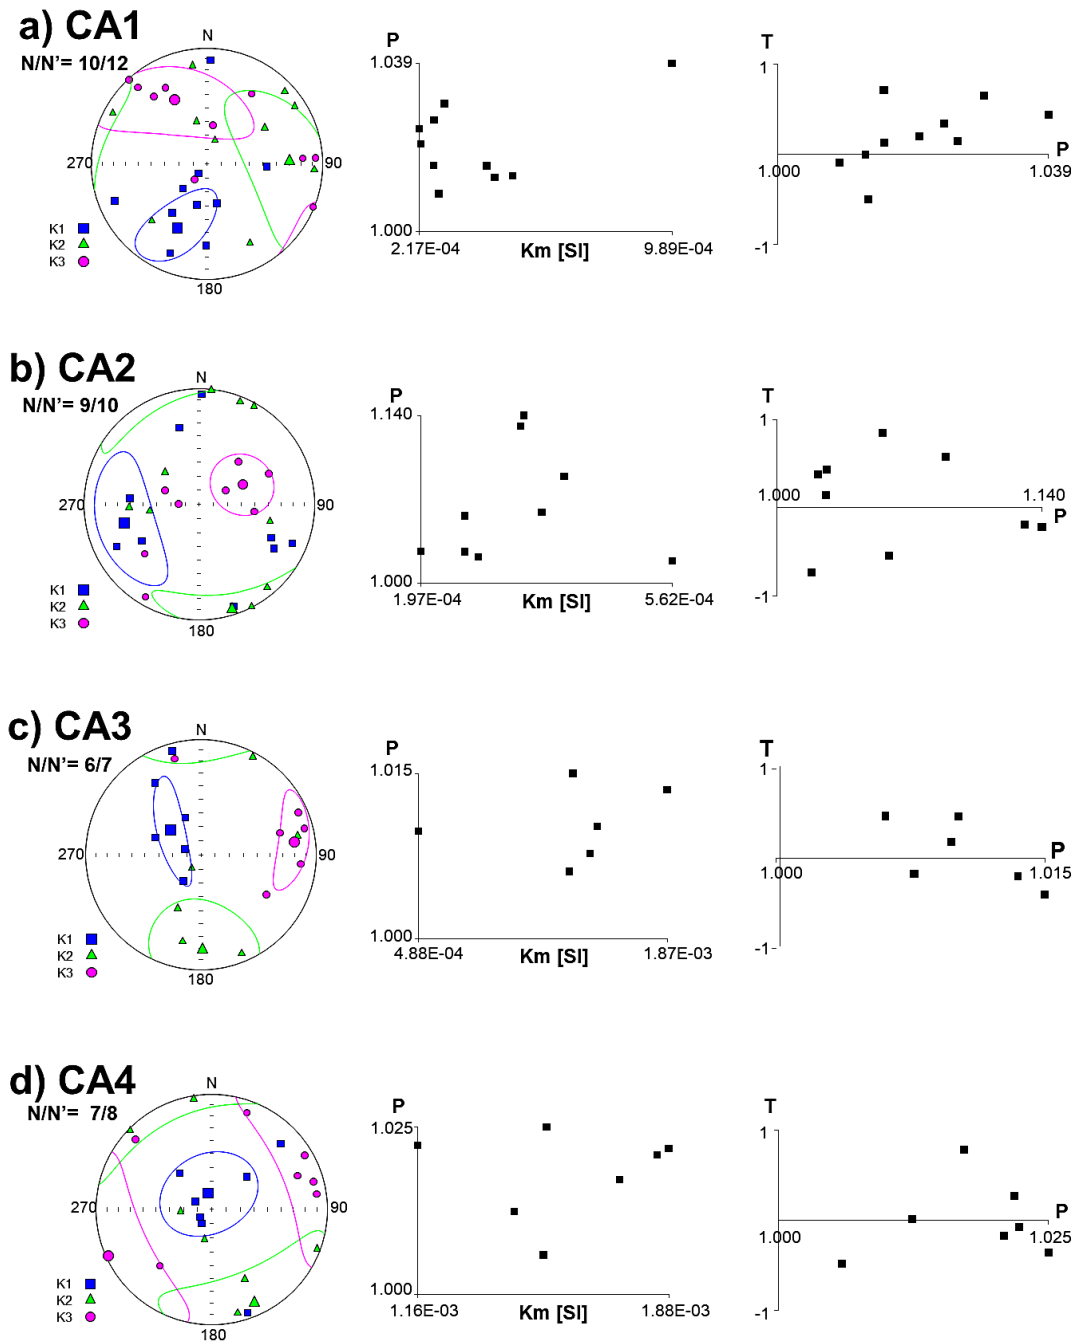 a) CA1
N/N'= 10/12
N
270
90
180
K1
K2
K3
P
1.039
1.000
2.17E-04
Km [SI]
9.89E-04
T
1
P
1.000
1.039
-1
b) CA2
N/N'= 9/10
N
270
90
180
K1
K2
K3
P
1.140
1.000
1.97E-04
Km [SI]
5.62E-04
T
1
1.000
1.140
P
-1
c) CA3
N/N'= 6/7
N
270
90
180
K1
K2
K3
P
1.015
1.000
4.88E-04
Km [SI]
1.87E-03
T
1
P
1.000
1.015
-1
d) CA4
N/N'= 7/8
N
270
90
180
K1
K2
K3
P
1.025
1.000
1.16E-03
Km [SI]
1.88E-03
T
1
P
1.000
1.025
-1